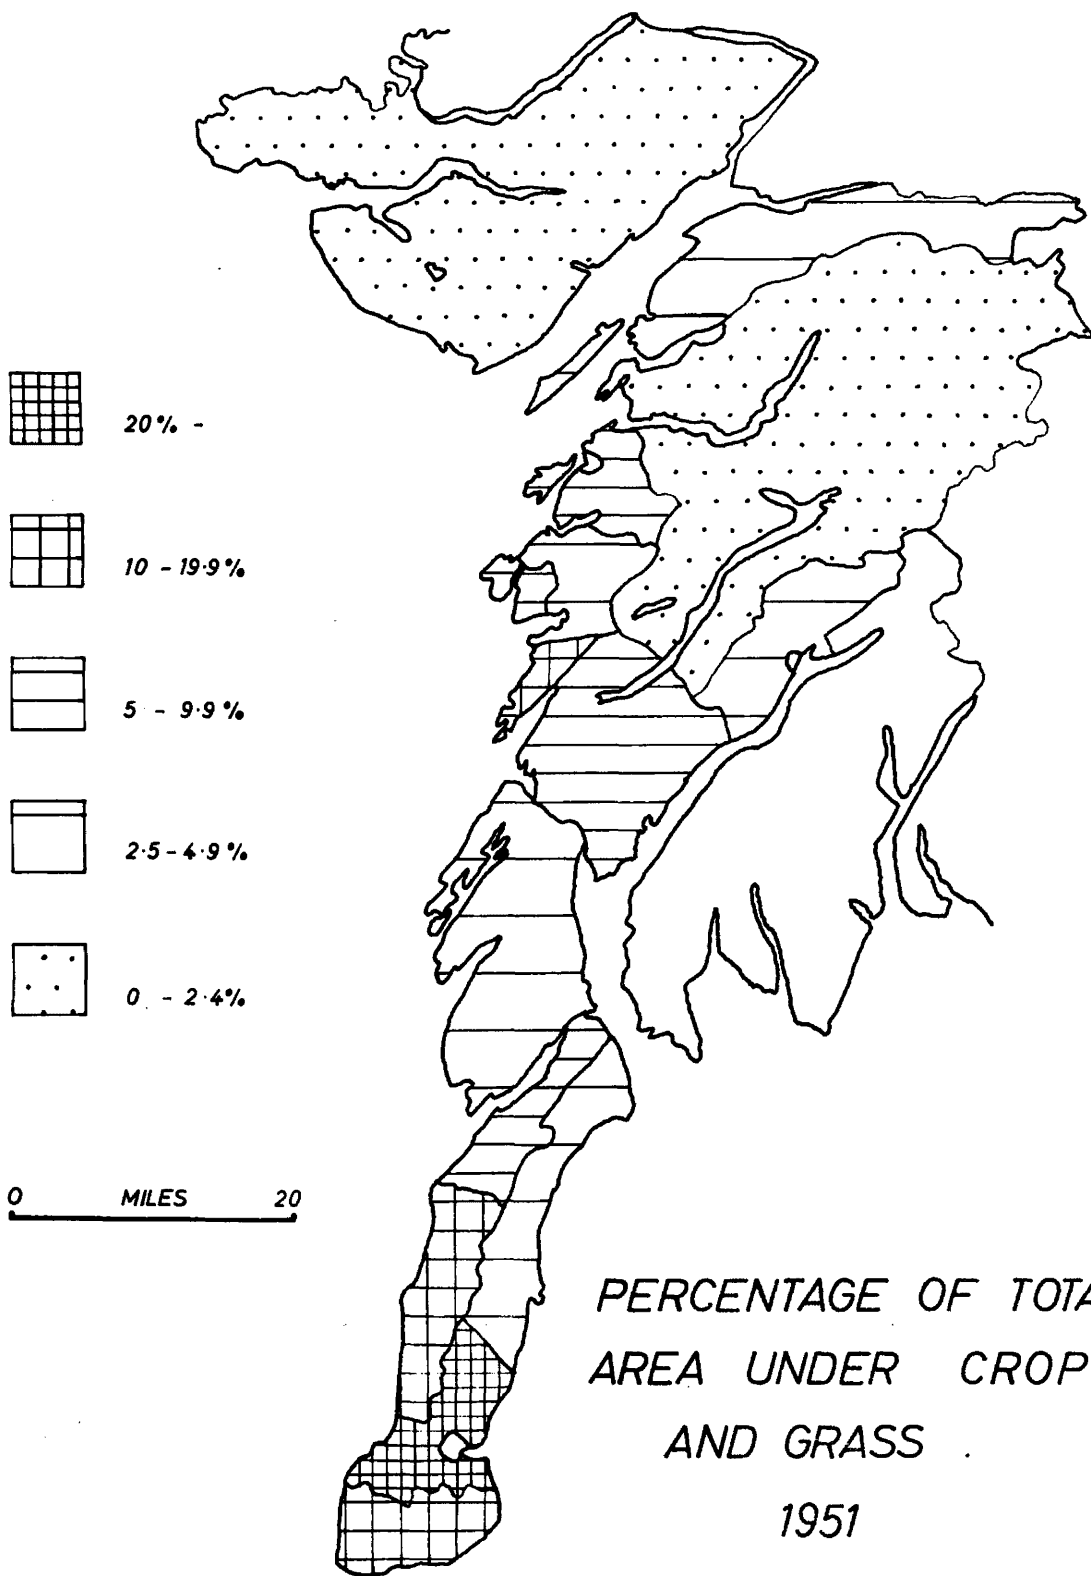 20% -
10 - 19·9%
5 - 9·9%
2·5 - 4·9%
0 - 2·4%
0 MILES 20
PERCENTAGE OF TOTA
AREA UNDER CROP
AND GRASS .
1951